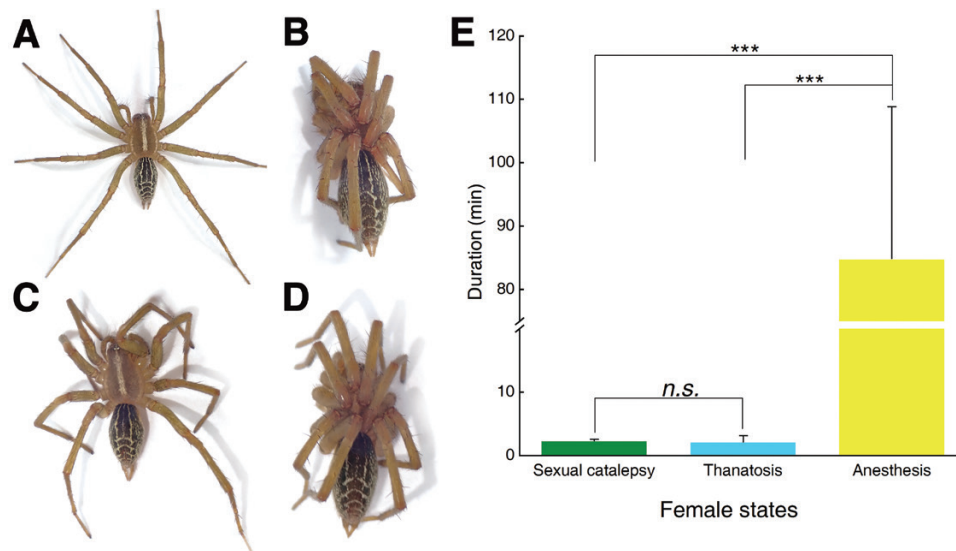 A
B
C
D
E
120
110
100
90
80
10
0
Duration (min)
***
***
n.s.
Sexual catalepsy
Thanatosis
Anesthesis
Female states